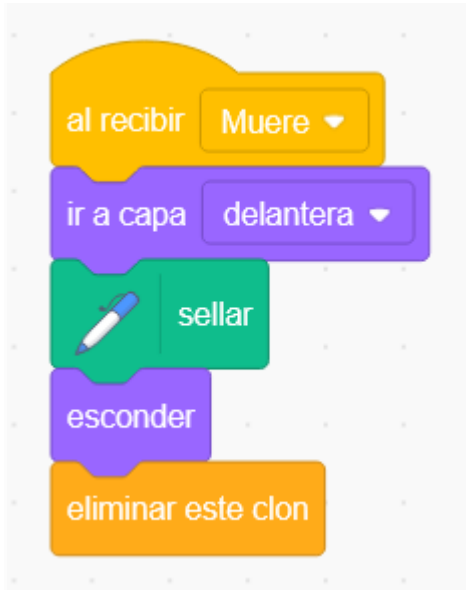 al recibir Muere
ir a capa delantera
sellar
esconder
eliminar este clon